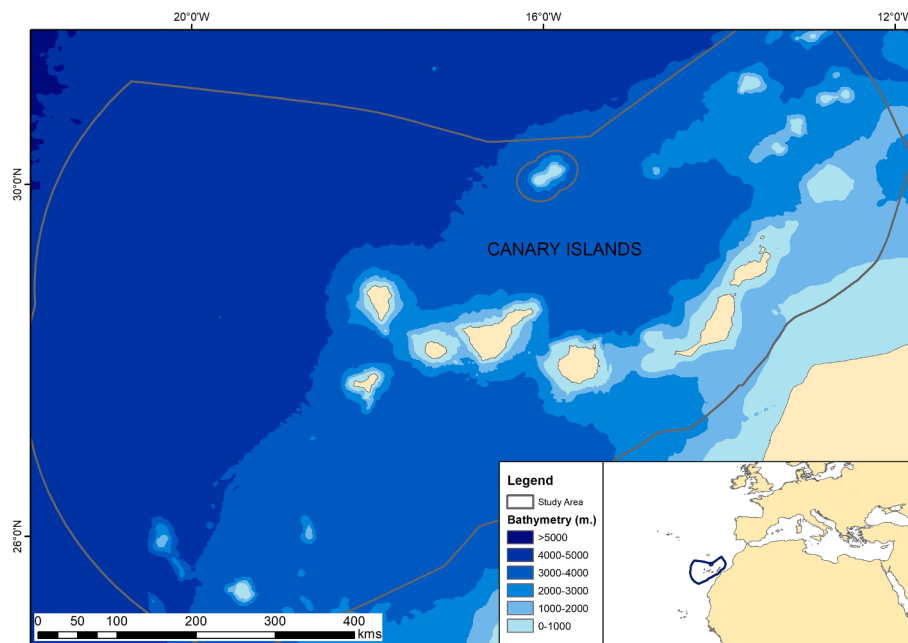 20°0'W 16°0'W 12°0'W
30°0'N
CANARY ISLANDS
26°0'N
Legend
Study Area
Bathymetry (m.)
>5000
4000-5000
3000-4000
2000-3000
1000-2000
0-1000
0 50 100 200 300 400
kms